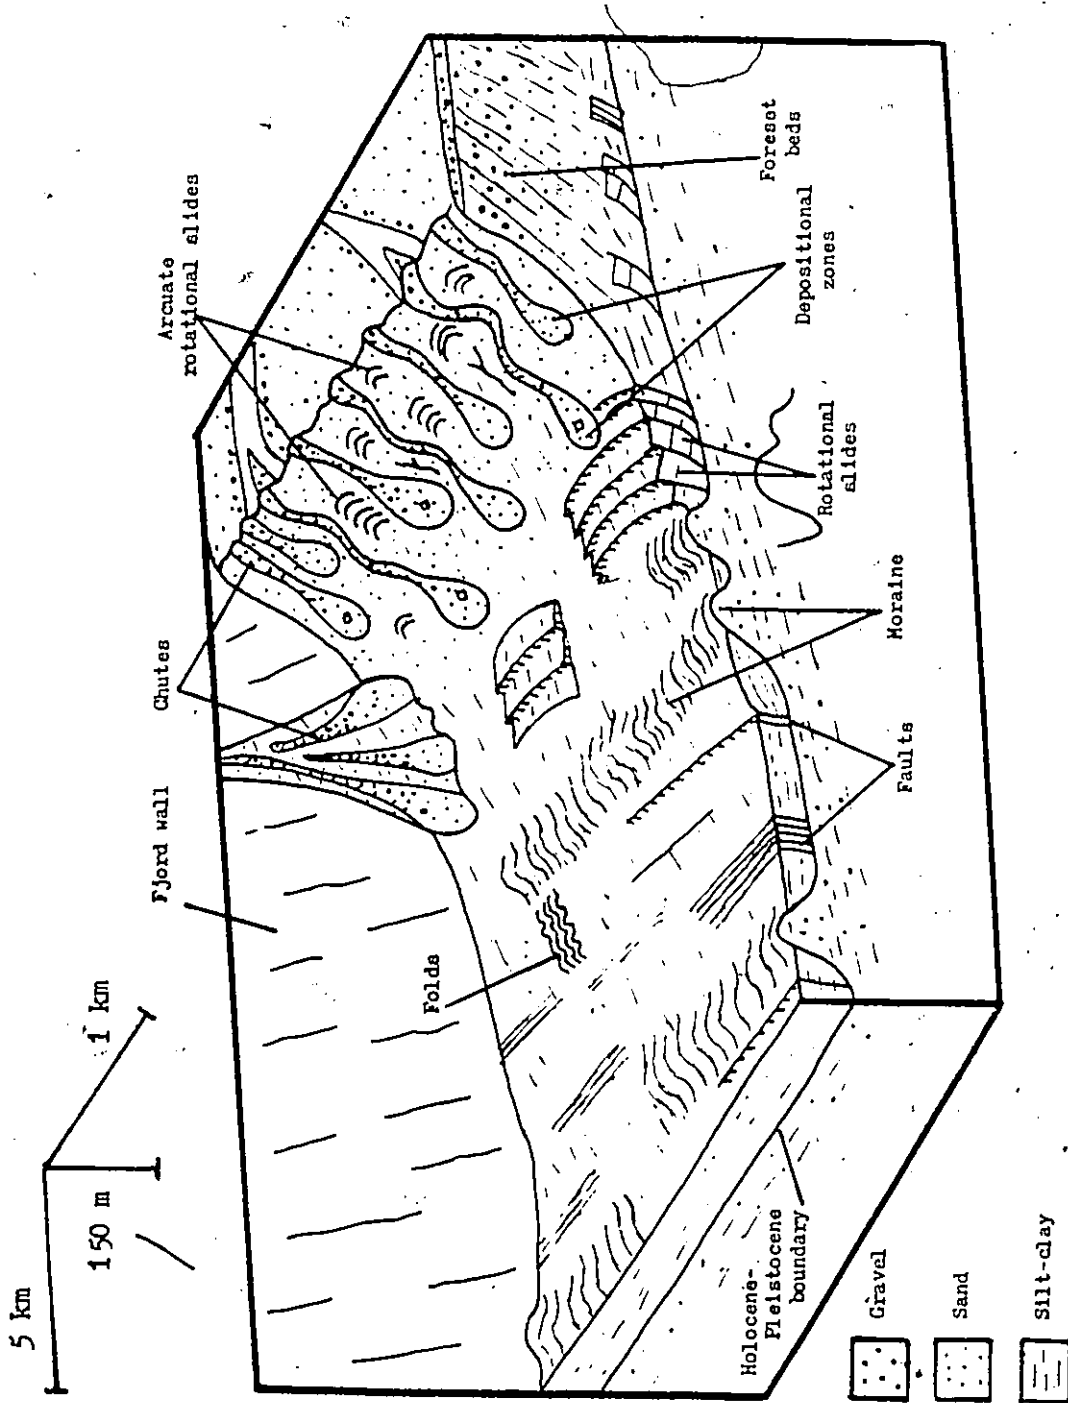 5 km
1 km
150 m
Fjord wall
Chutes
Arcuate
rotational slides
Folds
Foreset
beds
Depositional
zones
Rotational
slides
Moraine
Faults
Holocene-
Pleistocene
boundary
Gravel
Sand
Silt-clay